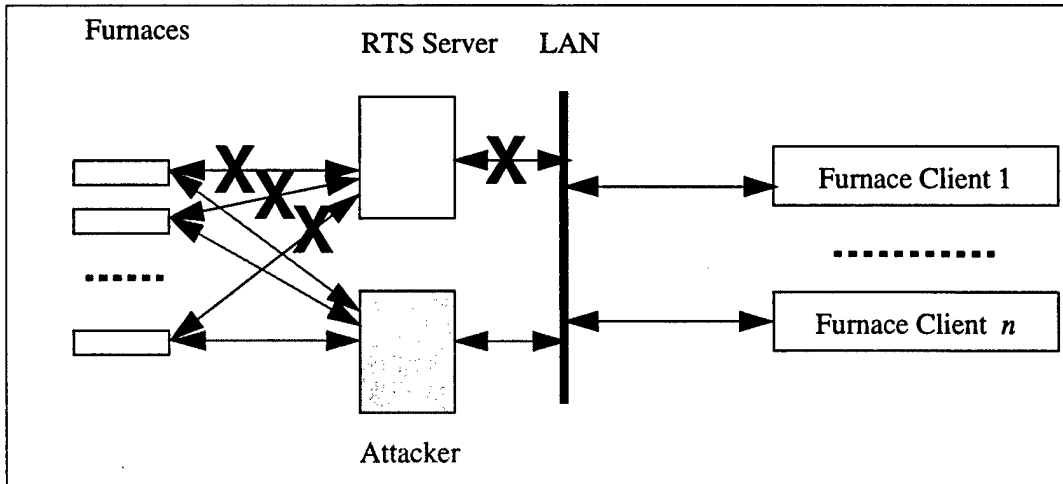 Furnaces
RTS Server
LAN
X
X
X
X
Furnace Client 1
Furnace Client n
Attacker